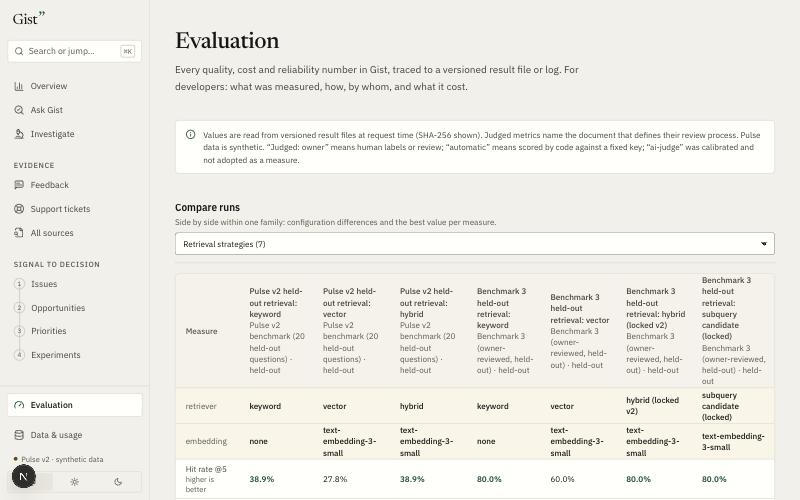 Gist”
Search or jump...
⌘K
Overview
Ask Gist
Investigate
EVIDENCE
Feedback
Support tickets
All sources
SIGNAL TO DECISION
1 Issues
2 Opportunities
3 Priorities
4 Experiments
Evaluation
Data & usage
Pulse v2 · synthetic data
N
Evaluation
Every quality, cost and reliability number in Gist, traced to a versioned result file or log. For
developers: what was measured, how, by whom, and what it cost.
Values are read from versioned result files at request time (SHA-256 shown). Judged metrics name the document that defines their review process. Pulse
data is synthetic. “Judged: owner” means human labels or review; “automatic” means scored by code against a fixed key; “ai-judge” was calibrated and
not adopted as a measure.
Compare runs
Side by side within one family: configuration differences and the best value per measure.
Retrieval strategies (7)
Measure
Pulse v2 held-
out retrieval:
keyword
Pulse v2
benchmark (20
held-out
questions) ·
held-out
Pulse v2 held-
out retrieval:
vector
Pulse v2
benchmark (20
held-out
questions) ·
held-out
Pulse v2 held-
out retrieval:
hybrid
Pulse v2
benchmark (20
held-out
questions) ·
held-out
Benchmark 3
held-out
retrieval:
keyword
Benchmark 3
(owner-
reviewed, held-
out) · held-out
Benchmark 3
held-out
retrieval: vector
Benchmark 3
(owner-
reviewed, held-
out) · held-out
Benchmark 3
held-out
retrieval: hybrid
(locked v2)
Benchmark 3
(owner-
reviewed, held-
out) · held-out
Benchmark 3
held-out
retrieval:
subquery
candidate
(locked)
Benchmark 3
(owner-
reviewed, held-
out) · held-
out
retriever
keyword
vector
hybrid
keyword
vector
hybrid (locked
v2)
subquery
candidate
(locked)
embedding
none
text-
embedding-3-
small
text-
embedding-3-
small
none
text-
embedding-3-
small
text-
embedding-3-
small
text-embedding-
3-small
Hit rate @5
higher is
better
38.9%
27.8%
38.9%
80.0%
60.0%
80.0%
80.0%